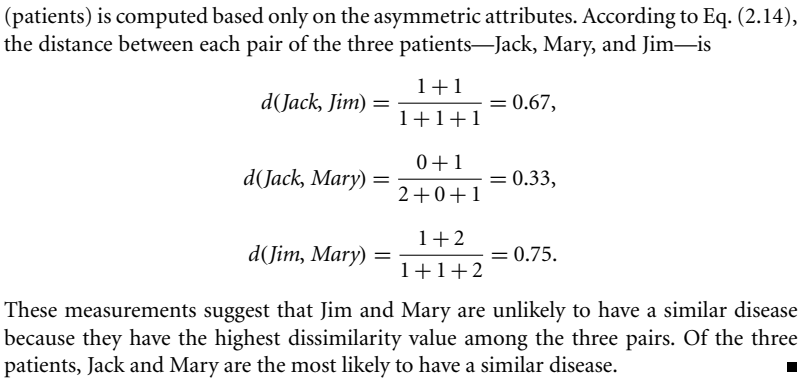 (patients) is computed based only on the asymmetric attributes. According to Eq. (2.14),
the distance between each pair of the three patients—Jack, Mary, and Jim—is
d(Jack, Jim) = \frac{1+1}{1+1+1} = 0.67,
d(Jack, Mary) = \frac{0+1}{2+0+1} = 0.33,
d(Jim, Mary) = \frac{1+2}{1+1+2} = 0.75.
These measurements suggest that Jim and Mary are unlikely to have a similar disease
because they have the highest dissimilarity value among the three pairs. Of the three
patients, Jack and Mary are the most likely to have a similar disease. ■